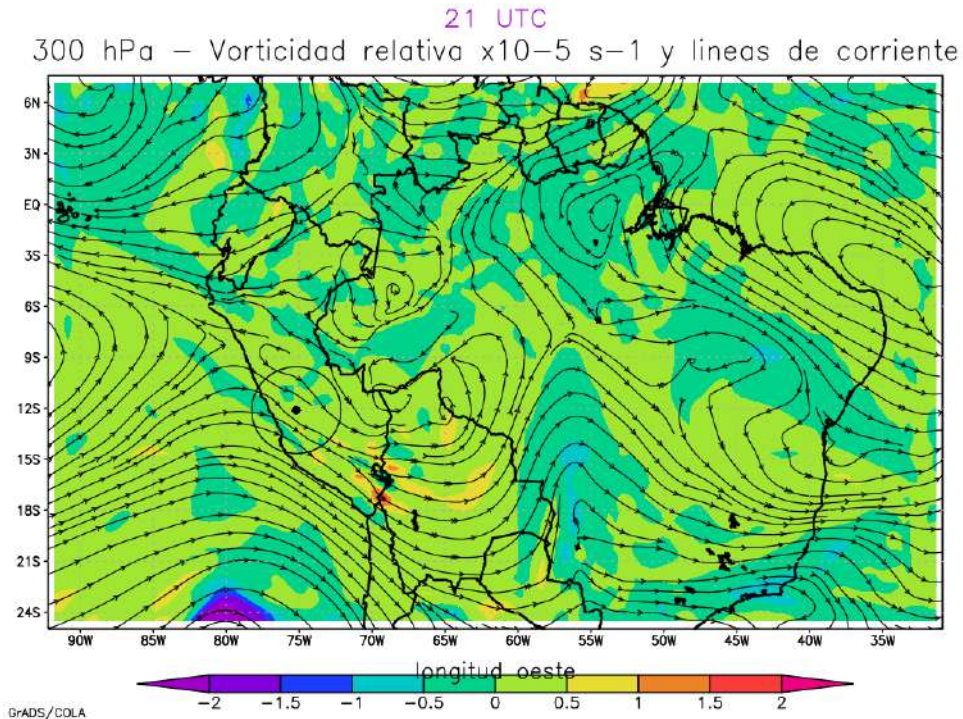 21 UTC
300 hPa – Vorticidad relativa x10–5 s–1 y lineas de corriente
6N
3N
EQ
3S
6S
9S
12S
15S
18S
21S
24S
90W 85W 80W 75W 70W 65W 60W 55W 50W 45W 40W 35W
longitud oeste
−2 −1.5 −1 −0.5 0 0.5 1 1.5 2
GrADS/COLA